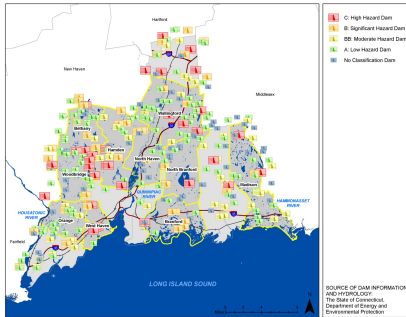 Hartford
C: High Hazard Dam
B: Significant Hazard Dam
BB: Moderate Hazard Dam
A: Low Hazard Dam
No Classification Dam
New Haven
Middlesex
Wallingford
Bethany
Hamden
North Haven
Woodbridge
North Branford
Madison
QUINNIPIAC
RIVER
HAMMONASSET
RIVER
HOUSATONIC
RIVER
Orange
West Haven
Branford
Fairfield
LONG ISLAND SOUND
SOURCE OF DAM INFORMATION
AND HYDROLOGY:
The State of Connecticut,
Department of Energy and
Environmental Protection